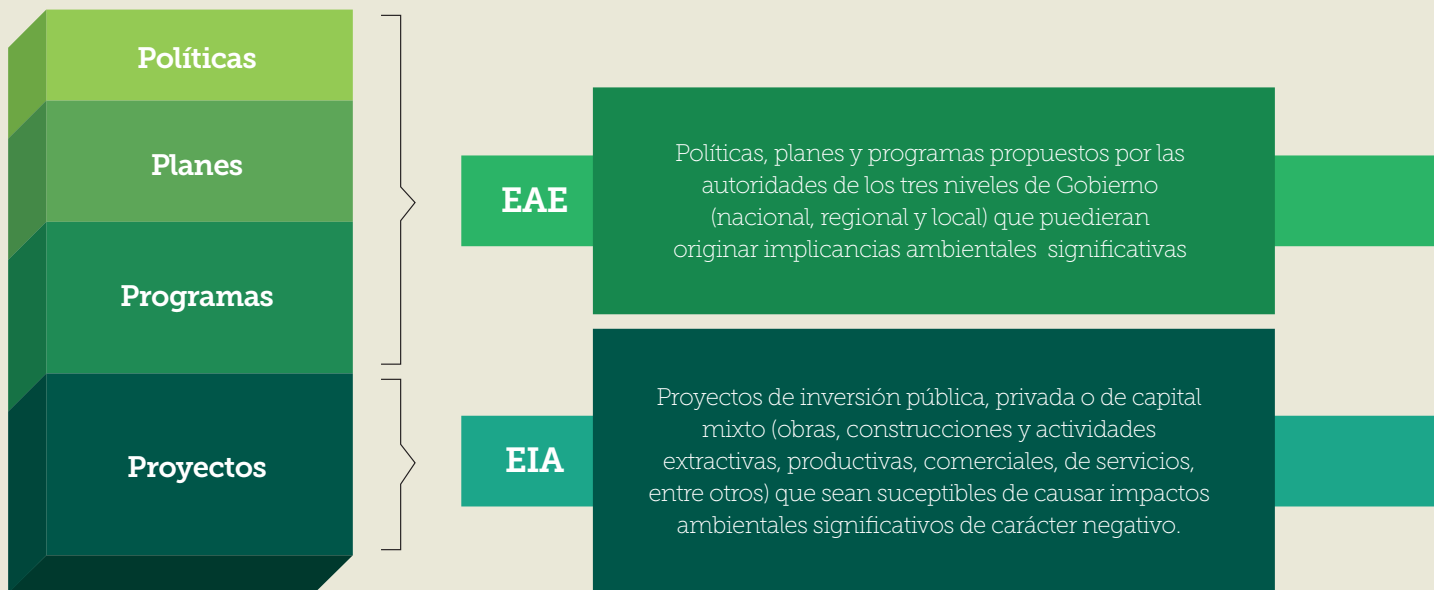 Políticas
Planes
Programas
Proyectos
EAE
Políticas, planes y programas propuestos por las
autoridades de los tres niveles de Gobierno
(nacional, regional y local) que puedieran
originar implicancias ambientales significativas
EIA
Proyectos de inversión pública, privada o de capital
mixto (obras, construcciones y actividades
extractivas, productivas, comerciales, de servicios,
entre otros) que sean suceptibles de causar impactos
ambientales significativos de carácter negativo.